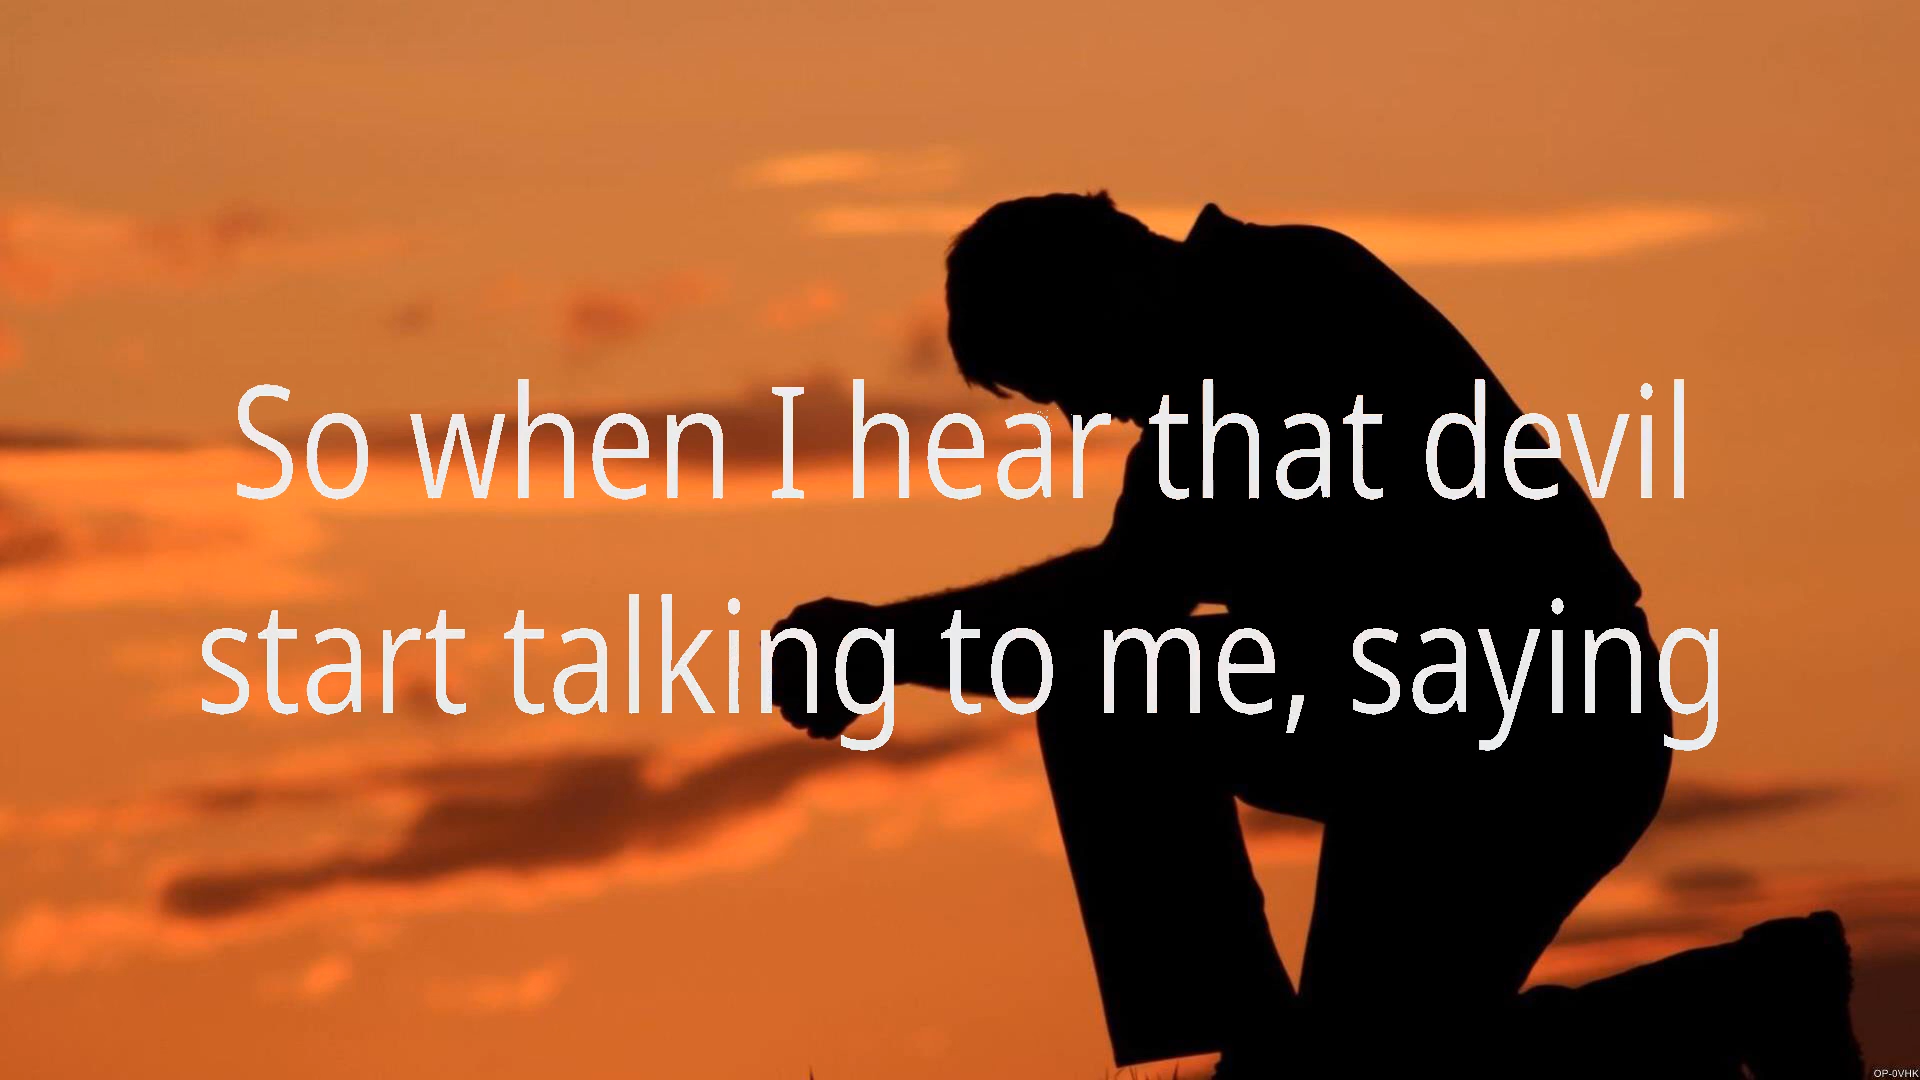 So when I hear that devil
start talking to me, saying
OP-0VHK